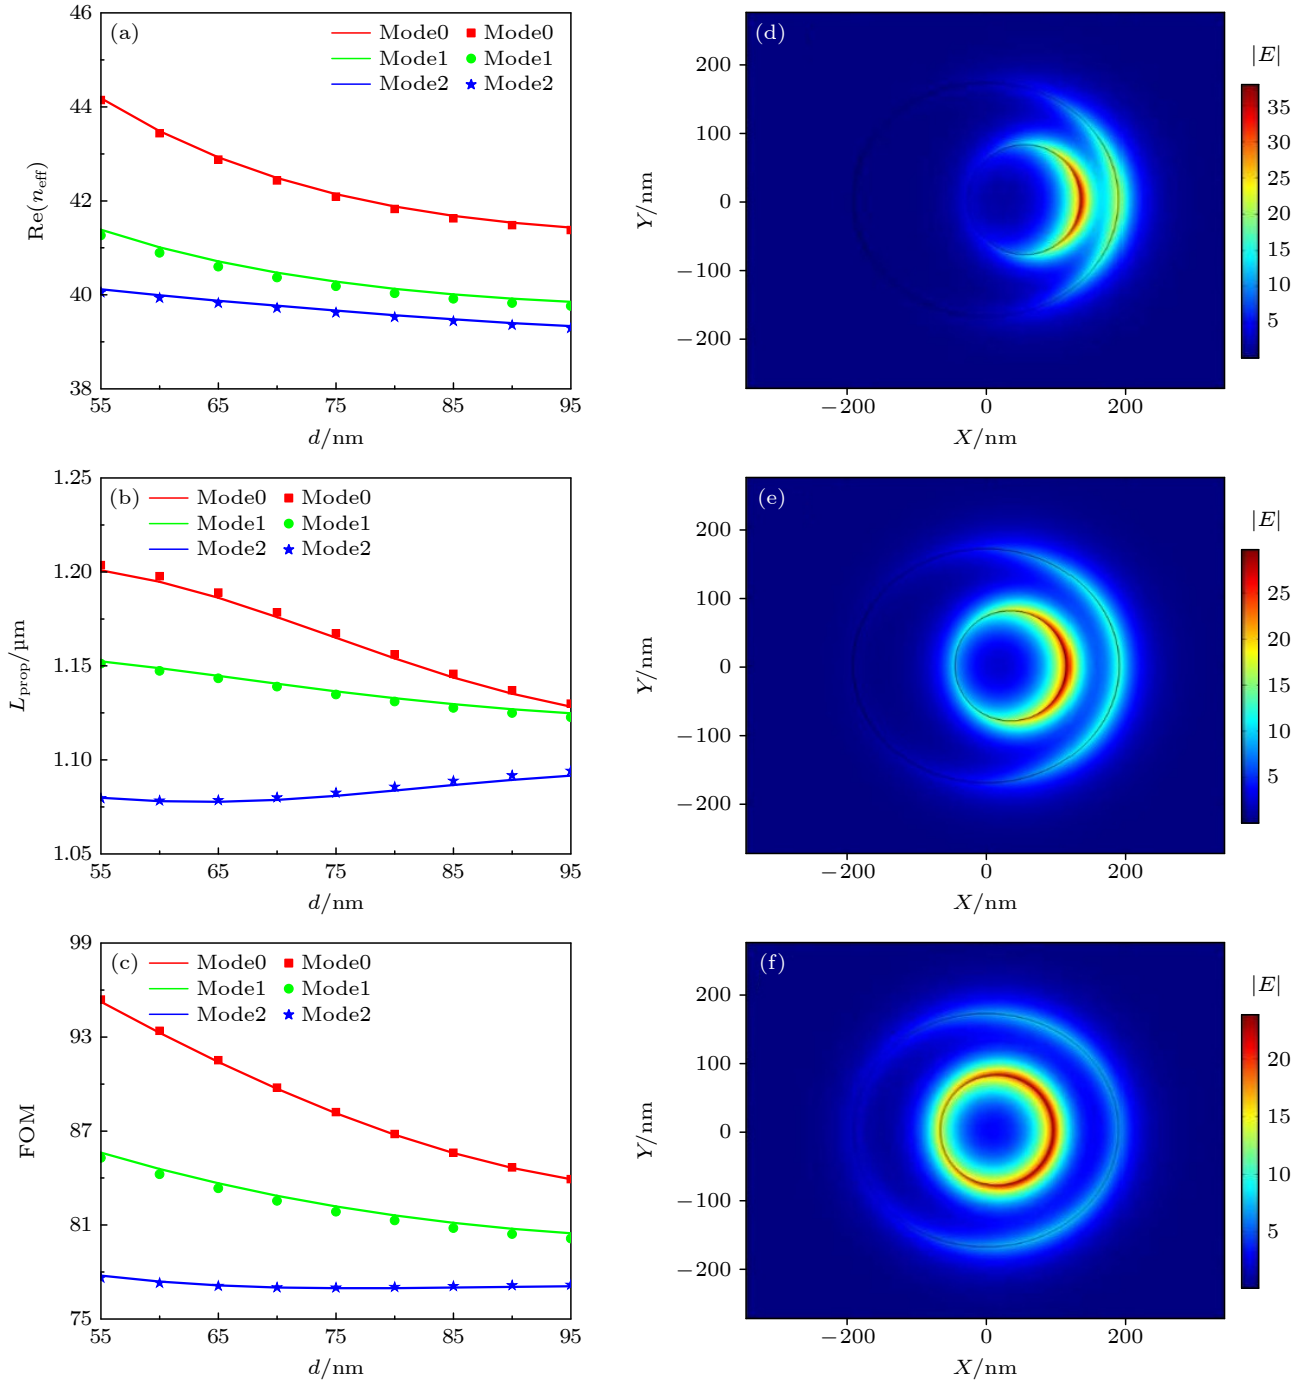 (a)
Mode0 Mode0
Mode1 Mode1
Mode2 Mode2
46
44
42
40
38
Re(n_eff)
55 65 75 85 95
d/nm
(d)
|E|
200
100
0
−100
−200
Y/nm
−200 0 200
X/nm
35
30
25
20
15
10
5
(b)
Mode0 Mode0
Mode1 Mode1
Mode2 Mode2
1.25
1.20
1.15
1.10
1.05
L_prop/μm
55 65 75 85 95
d/nm
(e)
|E|
200
100
0
−100
−200
Y/nm
−200 0 200
X/nm
25
20
15
10
5
(c)
Mode0 Mode0
Mode1 Mode1
Mode2 Mode2
99
93
87
81
75
FOM
55 65 75 85 95
d/nm
(f)
|E|
200
100
0
−100
−200
Y/nm
−200 0 200
X/nm
20
15
10
5